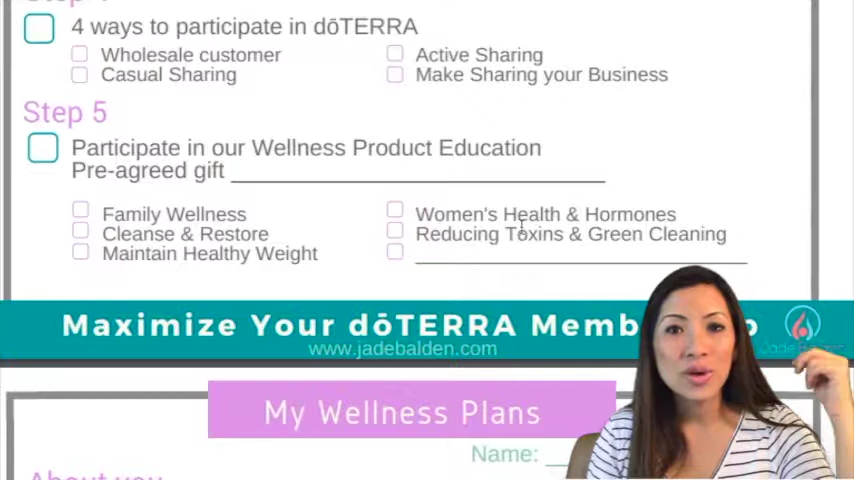 4 ways to participate in dōTERRA
Wholesale customer
Active Sharing
Casual Sharing
Make Sharing your Business
Step 5
Participate in our Wellness Product Education
Pre-agreed gift
Family Wellness
Women's Health & Hormones
Cleanse & Restore
Reducing Toxins & Green Cleaning
Maintain Healthy Weight
Maximize Your dōTERRA
www.jadebalden.com
My Wellness Plans
Name:
About you